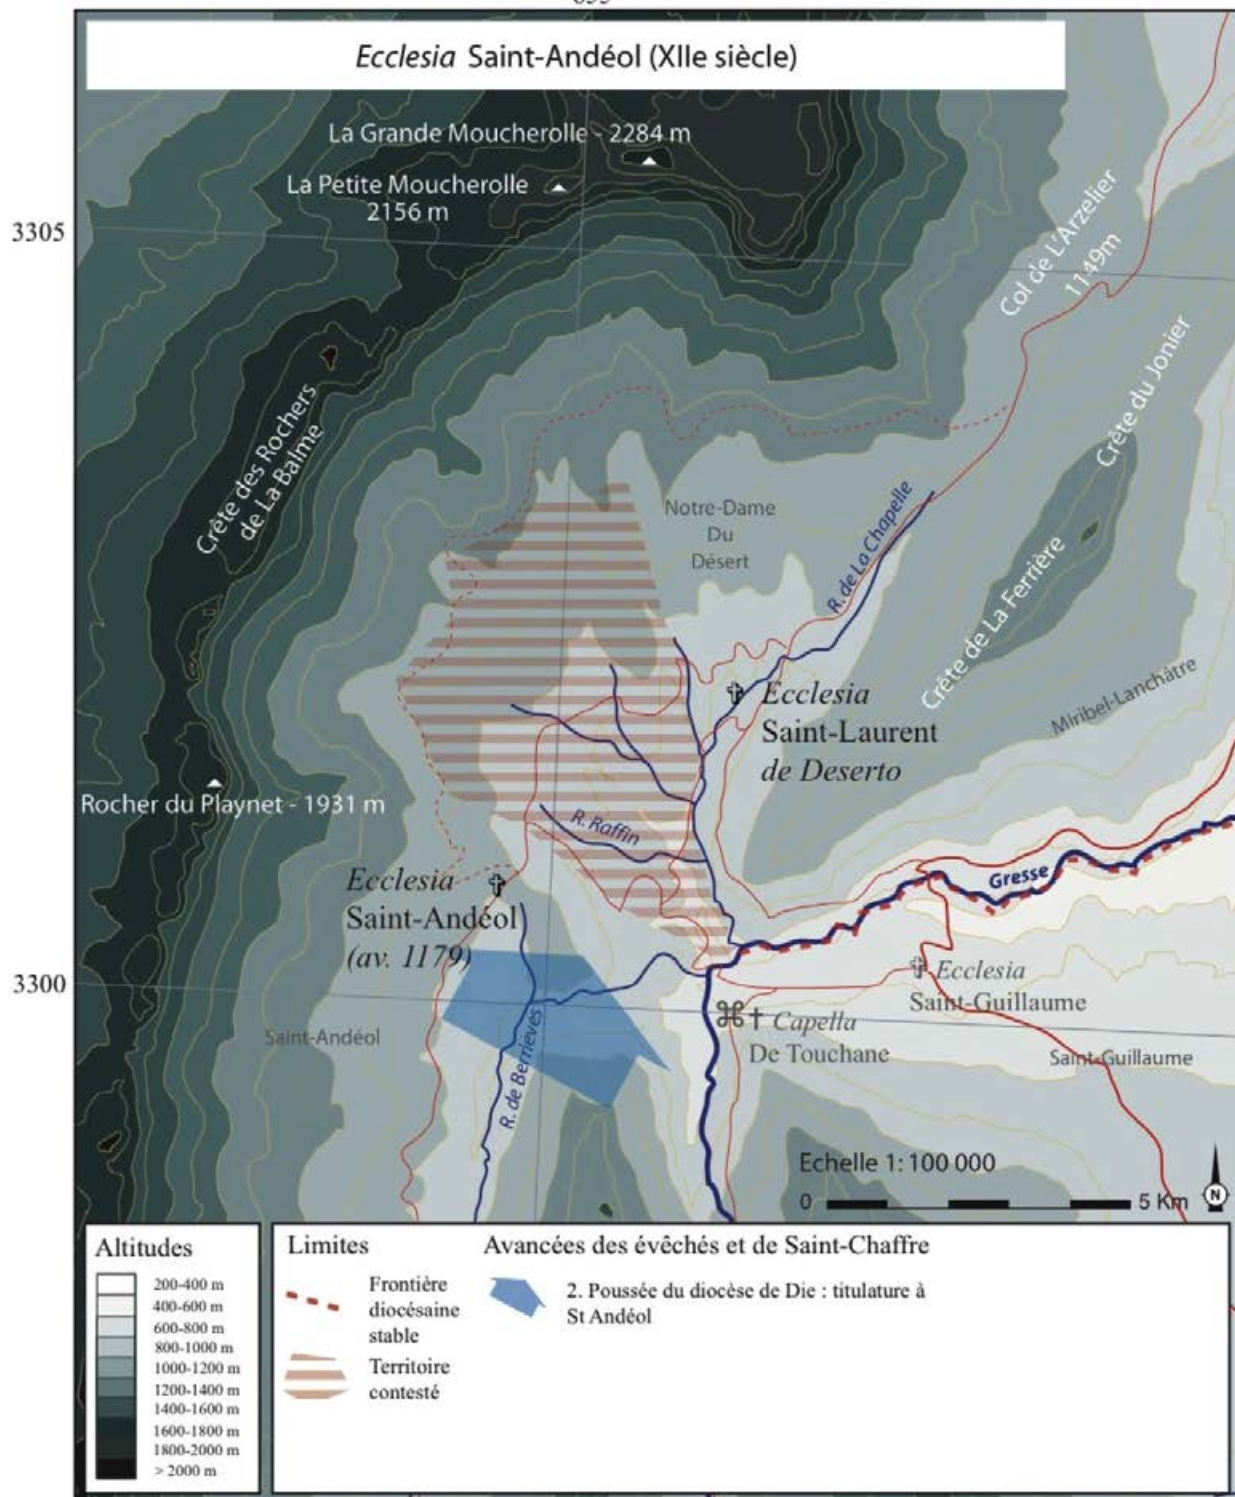 Ecclesia Saint-Andéol (XIIe siècle)
La Grande Moucherolle - 2284 m
La Petite Moucherolle
2156 m
3305
Col de L'Arzelier
1149m
Crête du Jonier
Crête des Rochers
de La Balme
Notre-Dame
Du
Désert
R. de La Chapelle
Crête de La Ferrière
Miribel-Lanchâtre
Ecclesia
Saint-Laurent
de Deserto
Rocher du Playnet - 1931 m
R. Raffin
Ecclesia
Saint-Andéol
(av. 1179)
Gresse
3300
Ecclesia
Saint-Guillaume
Capella
De Touchane
Saint-Andéol
Saint-Guillaume
R. de Berrieves
Echelle 1: 100 000
0 5 Km
N
Altitudes
200-400 m
400-600 m
600-800 m
800-1000 m
1000-1200 m
1200-1400 m
1400-1600 m
1600-1800 m
1800-2000 m
> 2000 m
Limites
Frontière
diocésaine
stable
Territoire
contesté
Avancées des évêchés et de Saint-Chaffre
2. Poussée du diocèse de Die : titulature à
St Andéol